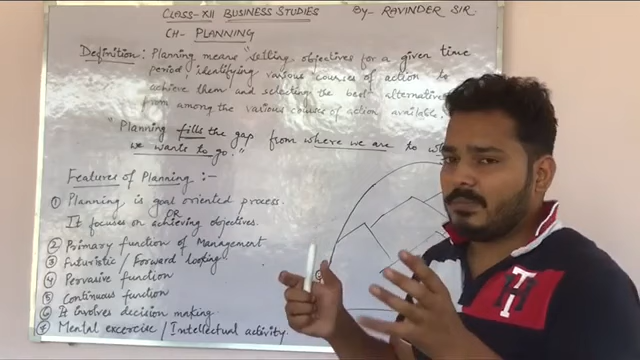 CLASS-XII BUSINESS STUDIES By- RAVINDER SIR.
CH- PLANNING
Definition: Planning means "setting objectives for a given time
period, identifying various courses of action to
achieve them and selecting the best alternative
from among the various courses of action available."
"Planning fills the gap from where we are to
we wants to go."
Features of Planning :-
① Planning is goal oriented process.
OR
It focuses on achieving objectives.
② Primary function of Management
③ Futuristic / Forward looking.
④ Pervasive function
⑤ Continuous function
⑥ It involves decision making
⑦ Mental excercise / Intellectual activity.
TH